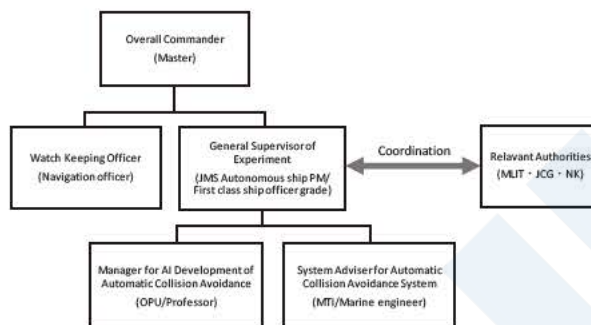 Overall Commander
(Master)
Watch Keeping Officer
(Navigation officer)
General Supervisor of
Experiment
(JMS Autonomous ship PM/
First class ship officer grade)
Coordination
Relavant Authorities
(MLIT・JCG・NK)
Manager for AI Development of
Automatic Collision Avoidance
(OPU/Professor)
System Adviser for Automatic
Collision Avoidance System
(MTI/Marine engineer)